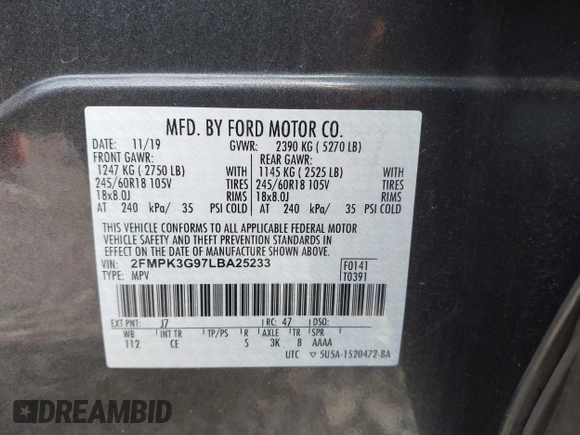 MFD. BY FORD MOTOR CO.
DATE: 11/19 GVWR: 2390 KG ( 5270 LB)
FRONT GAWR: REAR GAWR:
1247 KG ( 2750 LB) WITH 1145 KG ( 2525 LB) WITH
245/60R18 105V TIRES 245/60R18 105V TIRES
18x8.0J RIMS 18x8.0J RIMS
AT 240 kPa/ 35 PSI COLD AT 240 kPa/ 35 PSI COLD
THIS VEHICLE CONFORMS TO ALL APPLICABLE FEDERAL MOTOR
VEHICLE SAFETY AND THEFT PREVENTION STANDARDS IN
EFFECT ON THE DATE OF MANUFACTURE SHOWN ABOVE.
VIN: 2FMPK3G97LBA25233 F0141
TYPE: MPV T0391
EXT PNT: J7 RC: 47 DSO:
WB INT TR TP/PS R AXLE TR SPR
112 CE S 3K 8 AAAA
UTC ▽ 5U5A-1520472-BA
DREAMBID